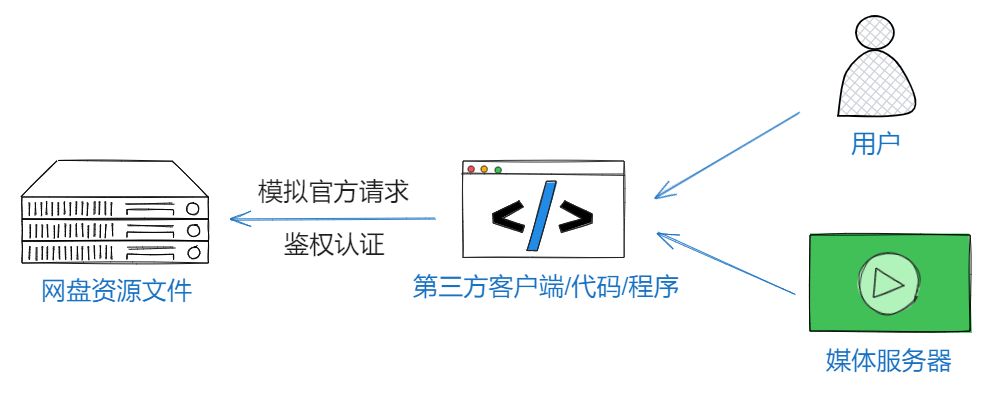 用户
模拟官方请求
鉴权认证
网盘资源文件
</>
第三方客户端/代码/程序
媒体服务器